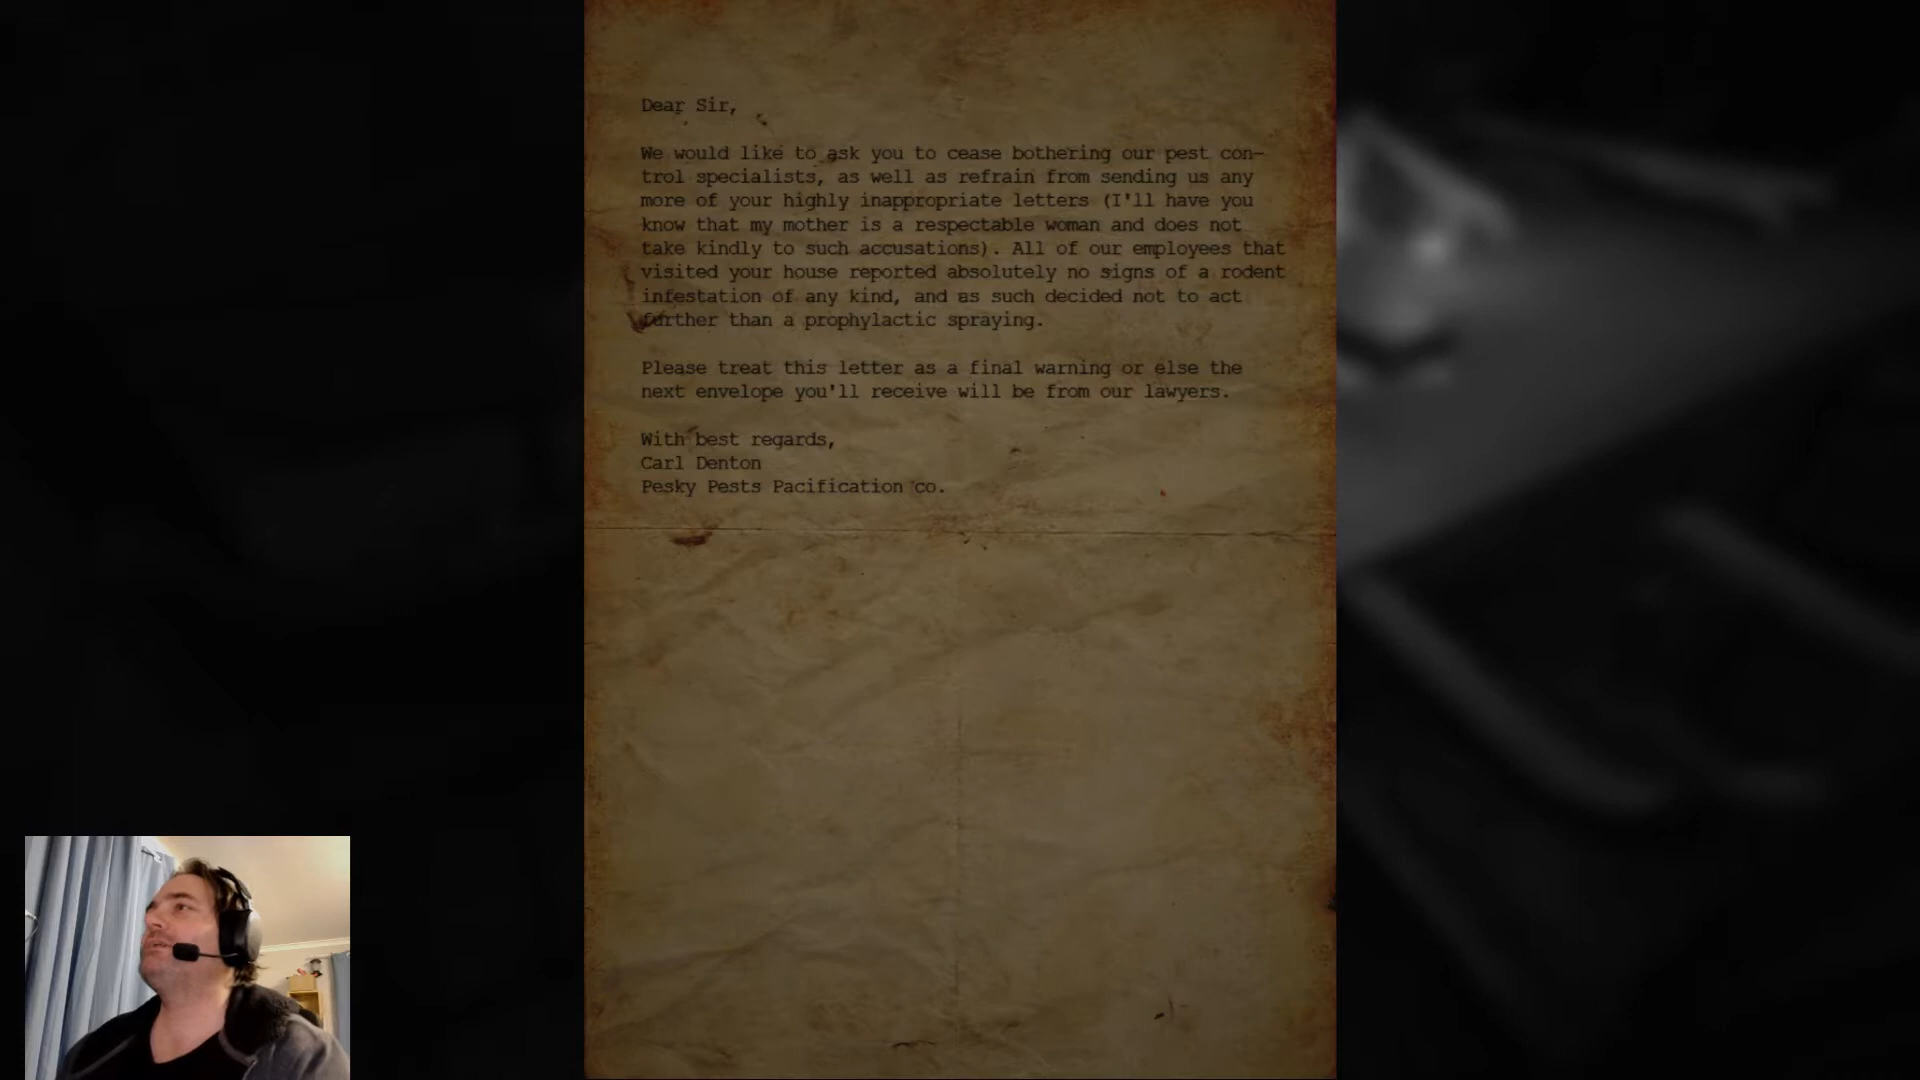 Dear Sir,
We would like to ask you to cease bothering our pest con-
trol specialists, as well as refrain from sending us any
more of your highly inappropriate letters (I'll have you
know that my mother is a respectable woman and does not
take kindly to such accusations). All of our employees that
visited your house reported absolutely no signs of a rodent
infestation of any kind, and as such decided not to act
further than a prophylactic spraying.
Please treat this letter as a final warning or else the
next envelope you'll receive will be from our lawyers.
With best regards,
Carl Denton
Pesky Pests Pacification co.